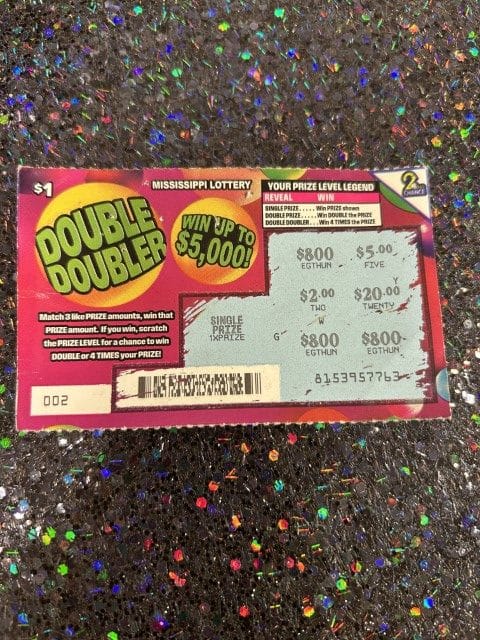 $1
MISSISSIPPI LOTTERY
YOUR PRIZE LEVEL LEGEND
REVEAL WIN
SINGLE PRIZE..... Win PRIZE shown
DOUBLE PRIZE..... Win DOUBLE the PRIZE
DOUBLE DOUBLER... Win 4 TIMES the PRIZE
2
CHANCE
DOUBLE
DOUBLER
WIN UP TO
$5,000!
Match 3 like PRIZE amounts, win that
PRIZE amount. If you win, scratch
the PRIZE LEVEL for a chance to win
DOUBLE or 4 TIMES your PRIZE!
SINGLE
PRIZE
1XPRIZE
$800 $5.00
EGTHUN FIVE
Y
$2.00 $20.00
TWO TWENTY
W
G $800 $800
EGTHUN EGTHUN
8153957763
002